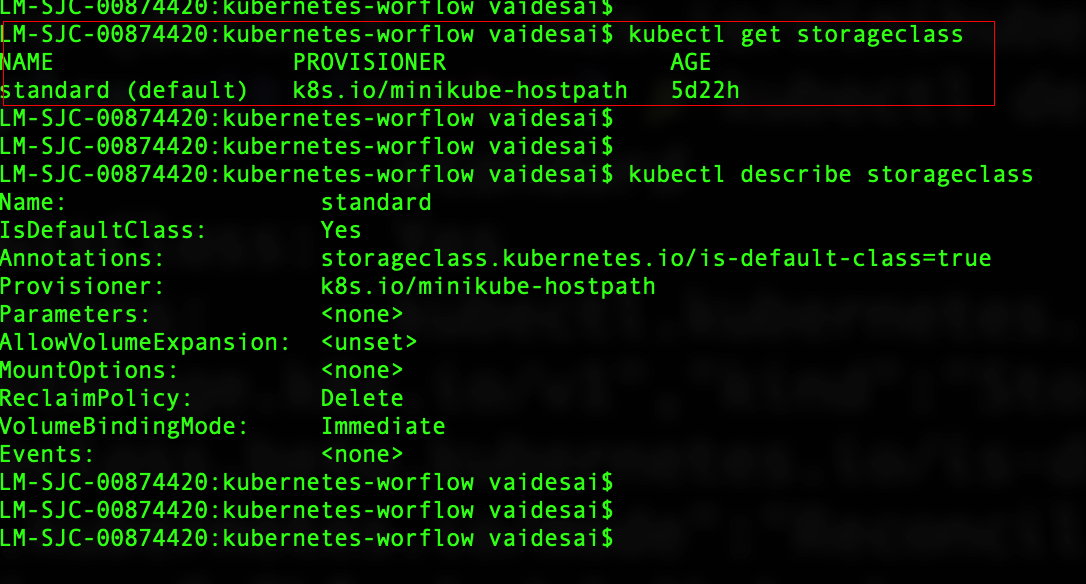 LM-SJC-00874420:kubernetes-worflow vaidesai$
LM-SJC-00874420:kubernetes-worflow vaidesai$ kubectl get storageclass
NAME                 PROVISIONER                AGE
standard (default)   k8s.io/minikube-hostpath   5d22h
LM-SJC-00874420:kubernetes-worflow vaidesai$
LM-SJC-00874420:kubernetes-worflow vaidesai$
LM-SJC-00874420:kubernetes-worflow vaidesai$ kubectl describe storageclass
Name:                  standard
IsDefaultClass:        Yes
Annotations:           storageclass.kubernetes.io/is-default-class=true
Provisioner:           k8s.io/minikube-hostpath
Parameters:            <none>
AllowVolumeExpansion:  <unset>
MountOptions:          <none>
ReclaimPolicy:         Delete
VolumeBindingMode:     Immediate
Events:                <none>
LM-SJC-00874420:kubernetes-worflow vaidesai$
LM-SJC-00874420:kubernetes-worflow vaidesai$
LM-SJC-00874420:kubernetes-worflow vaidesai$